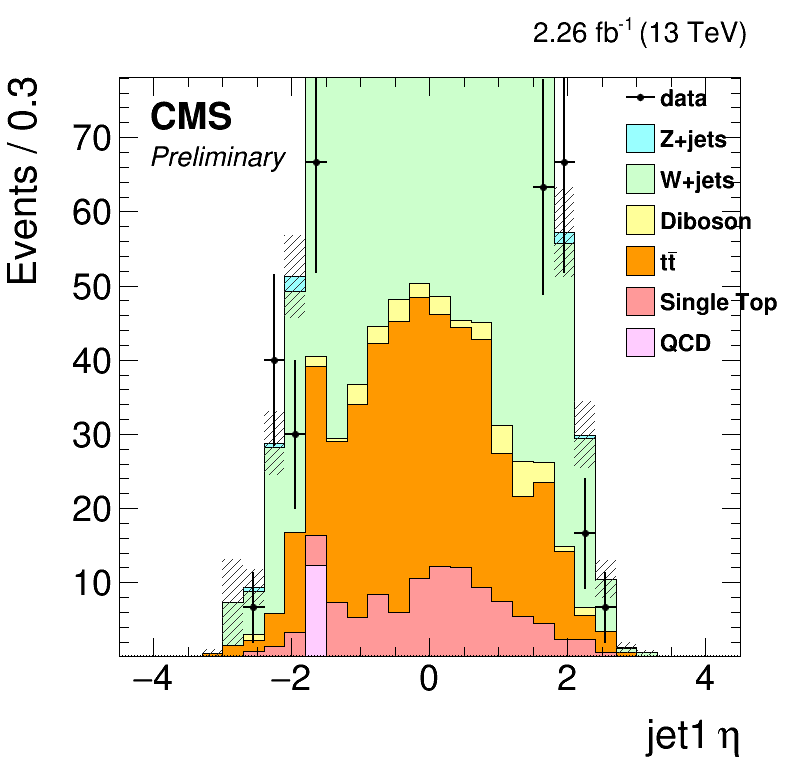 2.26 fb⁻¹ (13 TeV)
Events / 0.3
CMS
Preliminary
data
Z+jets
W+jets
Diboson
tt̄
Single Top
QCD
70
60
50
40
30
20
10
−4 −2 0 2 4
jet1 η